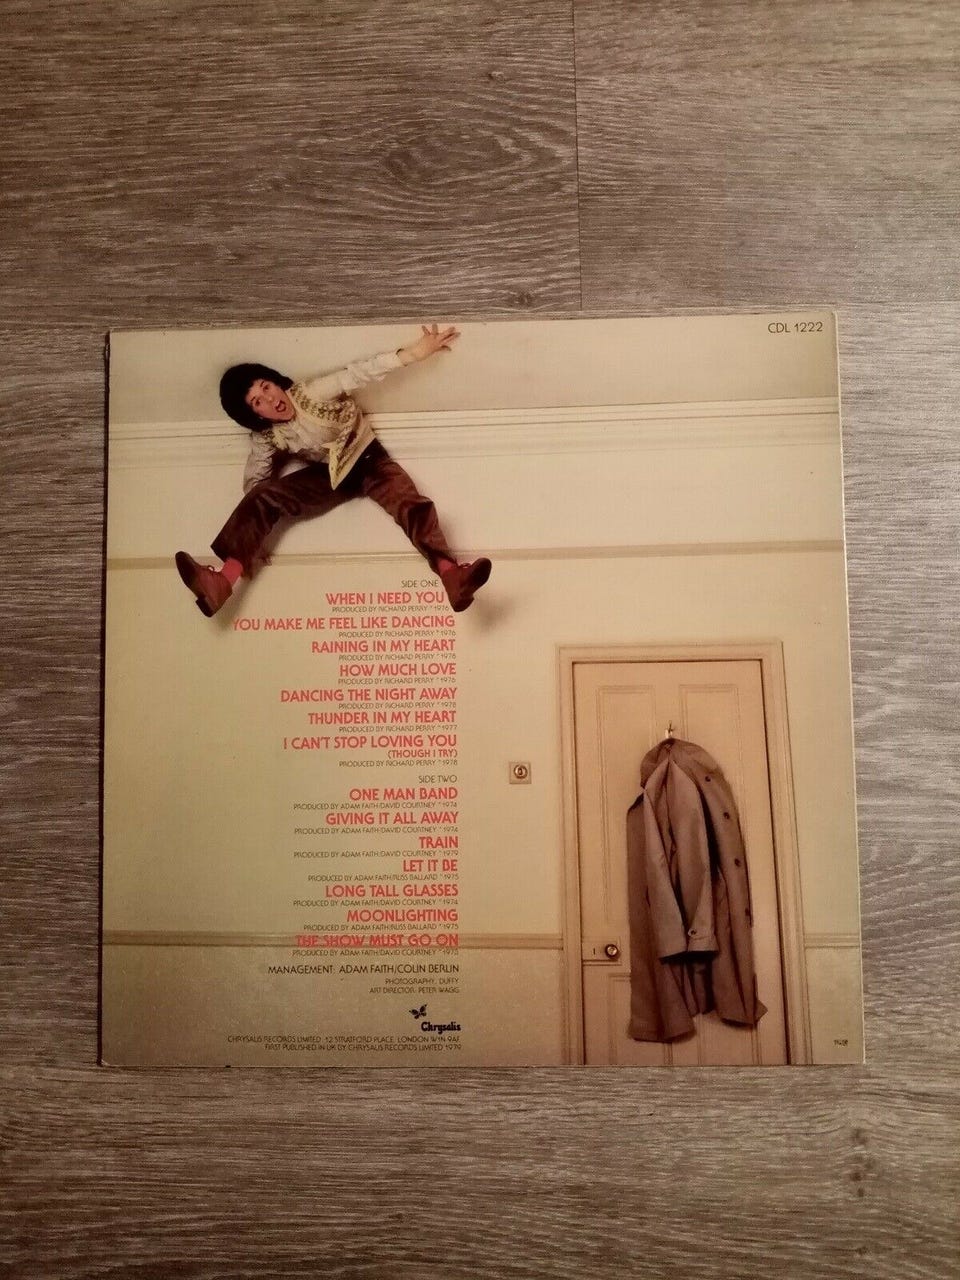 CDL 1222
SIDE ONE
WHEN I NEED YOU
PRODUCED BY RICHARD PERRY ℗ 1976
YOU MAKE ME FEEL LIKE DANCING
PRODUCED BY RICHARD PERRY ℗ 1976
RAINING IN MY HEART
PRODUCED BY RICHARD PERRY ℗ 1978
HOW MUCH LOVE
PRODUCED BY RICHARD PERRY ℗ 1976
DANCING THE NIGHT AWAY
PRODUCED BY RICHARD PERRY ℗ 1978
THUNDER IN MY HEART
PRODUCED BY RICHARD PERRY ℗ 1977
I CAN'T STOP LOVING YOU
(THOUGH I TRY)
PRODUCED BY RICHARD PERRY ℗ 1978
SIDE TWO
ONE MAN BAND
PRODUCED BY ADAM FAITH/DAVID COURTNEY ℗ 1974
GIVING IT ALL AWAY
PRODUCED BY ADAM FAITH/DAVID COURTNEY ℗ 1974
TRAIN
PRODUCED BY ADAM FAITH/DAVID COURTNEY ℗ 1979
LET IT BE
PRODUCED BY ADAM FAITH/RUSS BALLARD ℗ 1975
LONG TALL GLASSES
PRODUCED BY ADAM FAITH/DAVID COURTNEY ℗ 1974
MOONLIGHTING
PRODUCED BY ADAM FAITH/RUSS BALLARD ℗ 1975
THE SHOW MUST GO ON
PRODUCED BY ADAM FAITH/DAVID COURTNEY ℗ 1973
MANAGEMENT: ADAM FAITH/COLIN BERLIN
PHOTOGRAPHY: DUFFY
ART DIRECTOR: PETER WAGG
Chrysalis
CHRYSALIS RECORDS LIMITED. 12 STRATFORD PLACE, LONDON W1N 9AF
FIRST PUBLISHED IN UK BY CHRYSALIS RECORDS LIMITED 1979